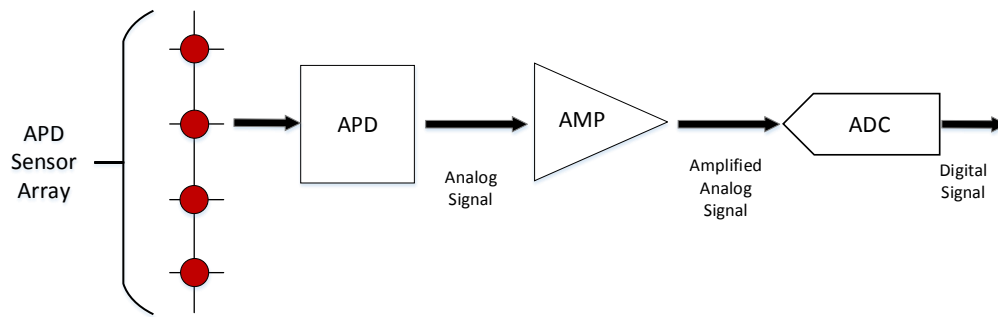 APD
Sensor
Array
APD
Analog
Signal
AMP
Amplified
Analog
Signal
ADC
Digital
Signal